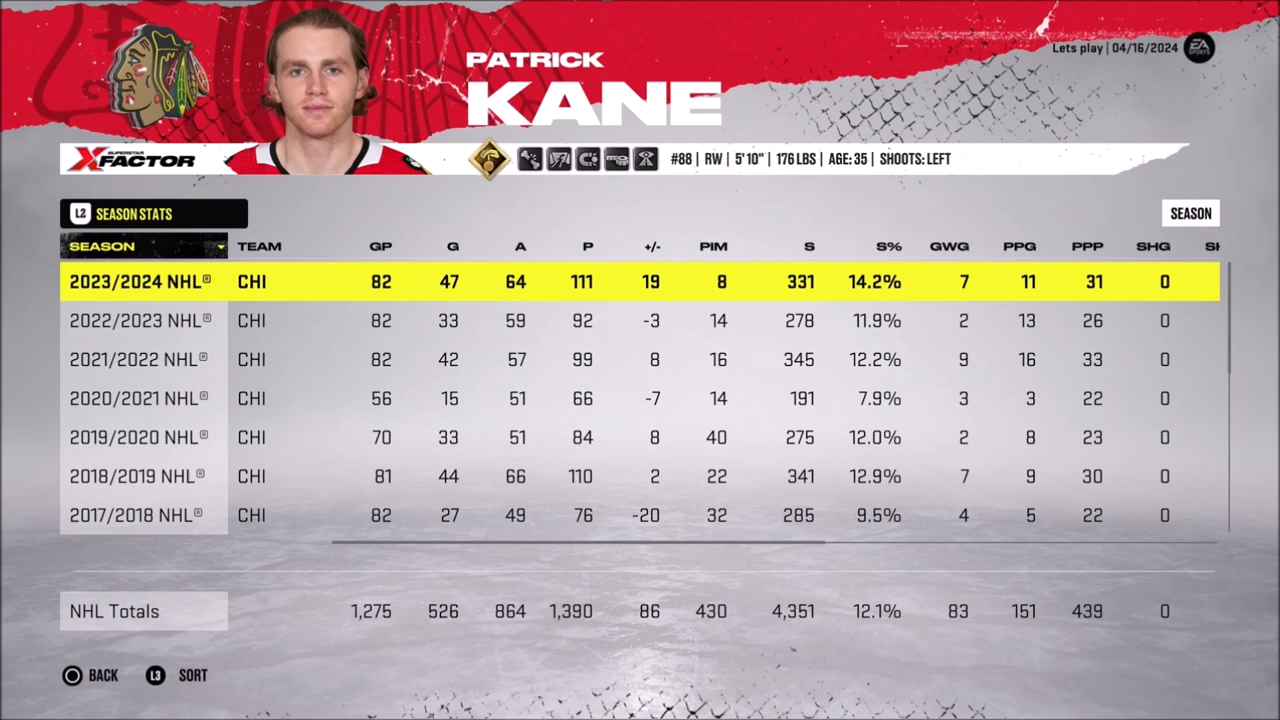 PATRICK
KANE
Lets play | 04/16/2024 EA SPORTS
SUPERSTAR
X FACTOR
#88 | RW | 5'10" | 176 LBS | AGE: 35 | SHOOTS: LEFT
L2 SEASON STATS
SEASON
SEASON TEAM GP G A P +/- PIM S S% GWG PPG PPP SHG
2023/2024 NHL® CHI 82 47 64 111 19 8 331 14.2% 7 11 31 0
2022/2023 NHL® CHI 82 33 59 92 -3 14 278 11.9% 2 13 26 0
2021/2022 NHL® CHI 82 42 57 99 8 16 345 12.2% 9 16 33 0
2020/2021 NHL® CHI 56 15 51 66 -7 14 191 7.9% 3 3 22 0
2019/2020 NHL® CHI 70 33 51 84 8 40 275 12.0% 2 8 23 0
2018/2019 NHL® CHI 81 44 66 110 2 22 341 12.9% 7 9 30 0
2017/2018 NHL® CHI 82 27 49 76 -20 32 285 9.5% 4 5 22 0
NHL Totals 1,275 526 864 1,390 86 430 4,351 12.1% 83 151 439 0
BACK L3 SORT